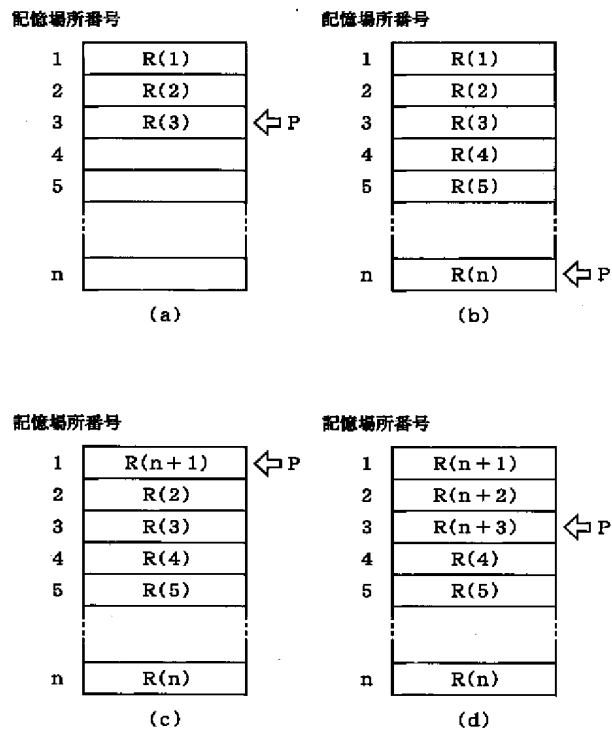 記憶場所番号
1 R(1)
2 R(2)
3 R(3) P
4
5
n
(a)
記憶場所番号
1 R(1)
2 R(2)
3 R(3)
4 R(4)
5 R(5)
n R(n) P
(b)
記憶場所番号
1 R(n+1) P
2 R(2)
3 R(3)
4 R(4)
5 R(5)
n R(n)
(c)
記憶場所番号
1 R(n+1)
2 R(n+2)
3 R(n+3) P
4 R(4)
5 R(5)
n R(n)
(d)